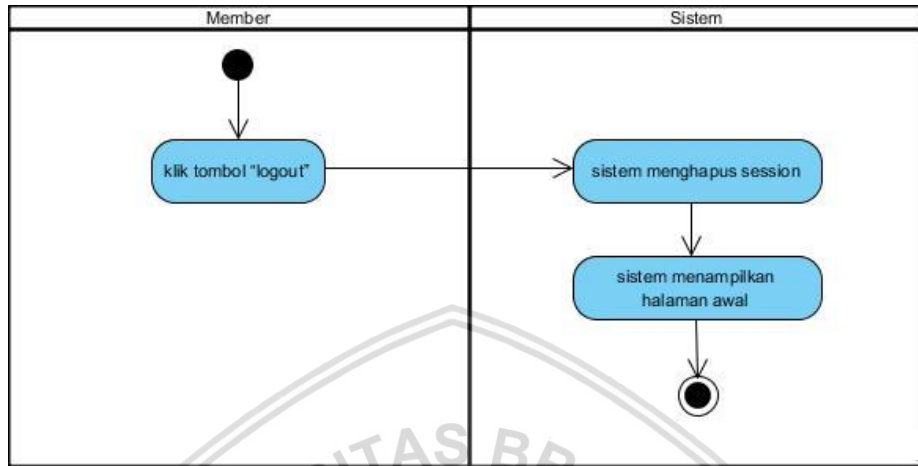 Member
Sistem
klik tombol “logout”
sistem menghapus session
sistem menampilkan
halaman awal